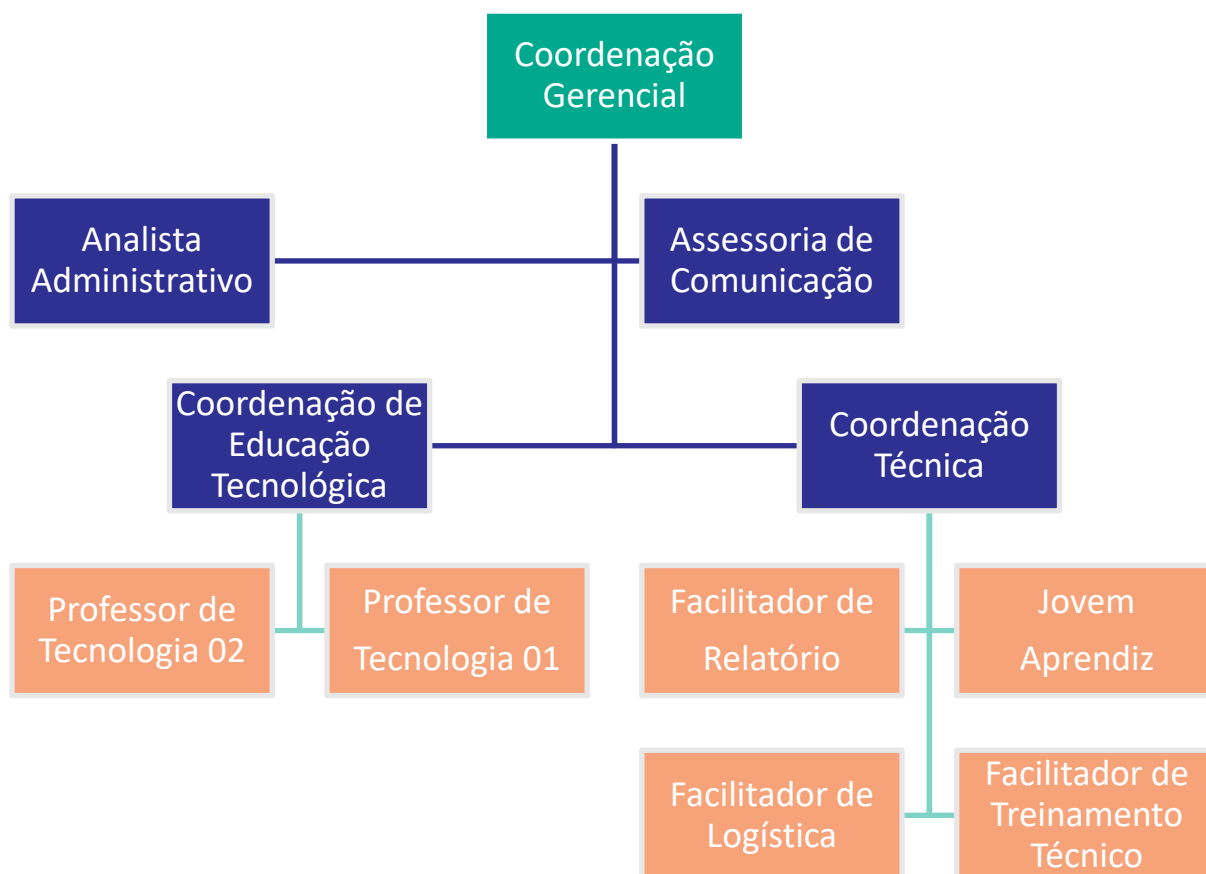 Coordenação
Gerencial
Analista
Administrativo
Assessoria de
Comunicação
Coordenação de
Educação
Tecnológica
Coordenação
Técnica
Professor de
Tecnologia 02
Professor de
Tecnologia 01
Facilitador de
Relatório
Jovem
Aprendiz
Facilitador de
Logística
Facilitador de
Treinamento
Técnico